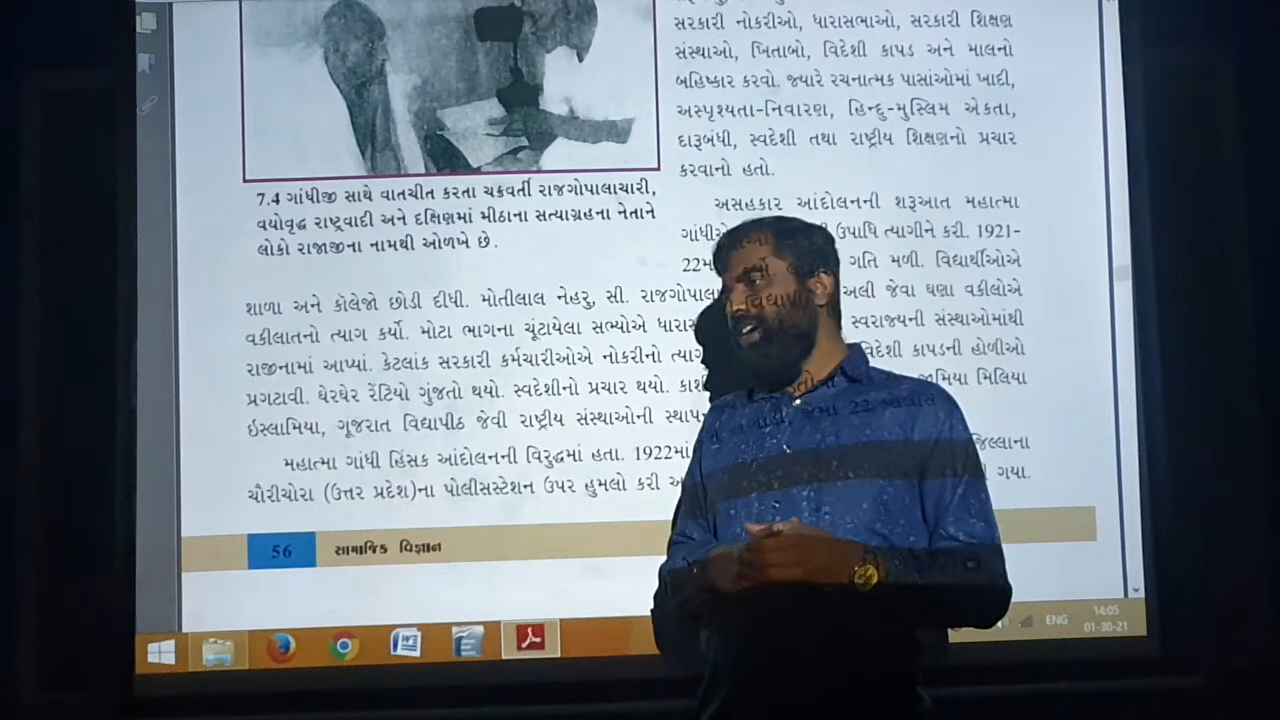 સરકારી નોકરીઓ, ધારાસભાઓ, સરકારી શિક્ષણ
સંસ્થાઓ, ખિતાબો, વિદેશી કાપડ અને માલનો
બહિષ્કાર કરવો. જ્યારે રચનાત્મક પાસાંઓમાં ખાદી,
અસ્પૃશ્યતા-નિવારણ, હિન્દુ-મુસ્લિમ એકતા,
દારૂબંધી, સ્વદેશી તથા રાષ્ટ્રીય શિક્ષણનો પ્રચાર
કરવાનો હતો.
7.4 ગાંધીજી સાથે વાતચીત કરતા ચક્રવર્તી રાજગોપાલાચારી,
વયોવૃદ્ધ રાષ્ટ્રવાદી અને દક્ષિણમાં મીઠાના સત્યાગ્રહના નેતાને
લોકો રાજાજીના નામથી ઓળખે છે.
અસહકાર આંદોલનની શરૂઆત મહાત્મા
ઉપાધિ ત્યાગીને કરી. 1921-
ગતિ મળી. વિદ્યાર્થીઓએ
શાળા અને કૉલેજો છોડી દીધી. મોતીલાલ નેહરુ, સી. અલી જેવા ઘણા વકીલોએ
વકીલાતનો ત્યાગ કર્યો. મોટા ભાગના ચૂંટાયેલા સભ્યોએ સ્વરાજ્યની સંસ્થાઓમાંથી
રાજીનામાં આપ્યાં. કેટલાંક સરકારી કર્મચારીઓએ નોકરીનો વિદેશી કાપડની હોળીઓ
પ્રગટાવી. ઘેરઘેર રેંટિયો ગુંજતો થયો. સ્વદેશીનો પ્રચાર થયો. મિલિયા
ઇસ્લામિયા, ગૂજરાત વિદ્યાપીઠ જેવી રાષ્ટ્રીય સંસ્થાઓની
મહાત્મા ગાંધી હિંસક આંદોલનની વિરુદ્ધમાં હતા. 1922માં જિલ્લાના
ચૌરીચોરા (ઉત્તર પ્રદેશ)ના પોલીસસ્ટેશન ઉપર હુમલો કરી ગયા.
56 સામાજિક વિજ્ઞાન
ENG
14:05
01-30-21